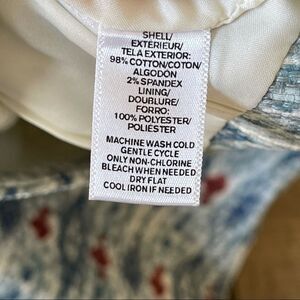 SHELL/
EXTÉRIEUR/
TELA EXTERIOR:
98% COTTON/COTON/
ALGODON
2% SPANDEX
LINING/
DOUBLURE/
FORRO:
100% POLYESTER/
POLIESTER
MACHINE WASH COLD
GENTLE CYCLE
ONLY NON-CHLORINE
BLEACH WHEN NEEDED
DRY FLAT
COOL IRON IF NEEDED